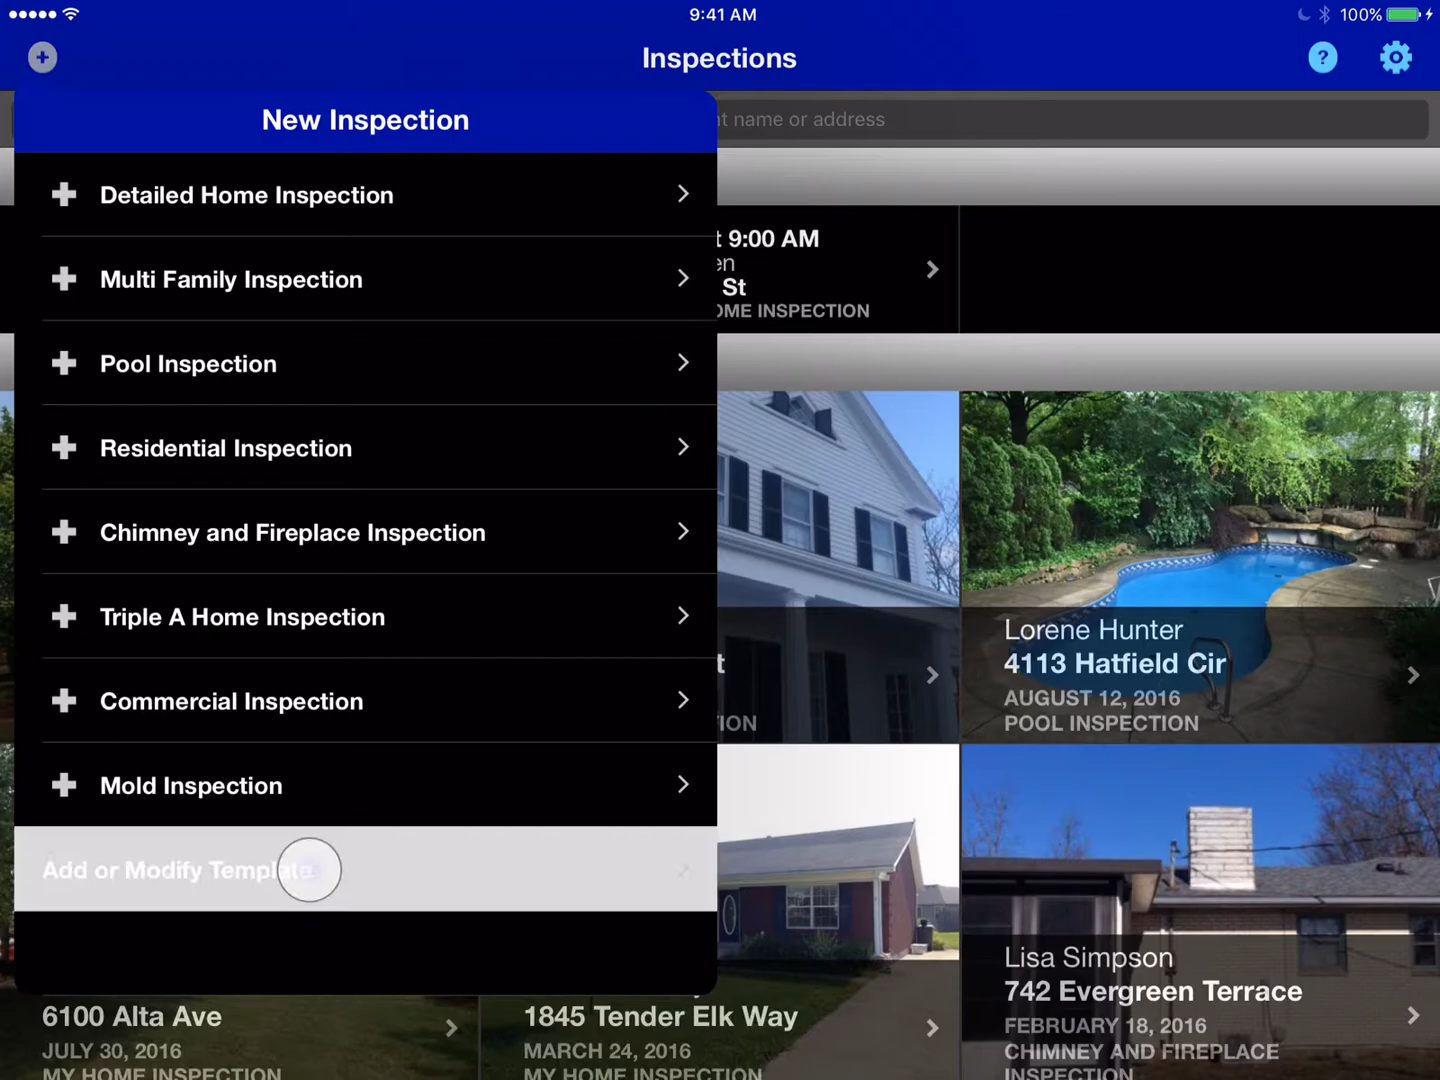 9:41 AM
100%
Inspections
?
New Inspection
name or address
Detailed Home Inspection
Multi Family Inspection
Pool Inspection
Residential Inspection
Chimney and Fireplace Inspection
Triple A Home Inspection
Commercial Inspection
Mold Inspection
Add or Modify Template
9:00 AM
St
INSPECTION
Lorene Hunter
4113 Hatfield Cir
AUGUST 12, 2016
POOL INSPECTION
6100 Alta Ave
JULY 30, 2016
MY HOME INSPECTION
1845 Tender Elk Way
MARCH 24, 2016
MY HOME INSPECTION
Lisa Simpson
742 Evergreen Terrace
FEBRUARY 18, 2016
CHIMNEY AND FIREPLACE
INSPECTION